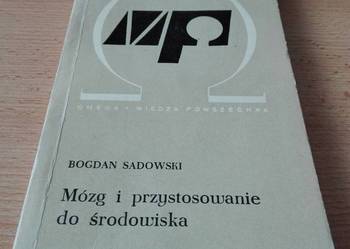 OMEGA • WIEDZA POWSZECHNA
BOGDAN SADOWSKI
Mózg i przystosowanie
do środowiska